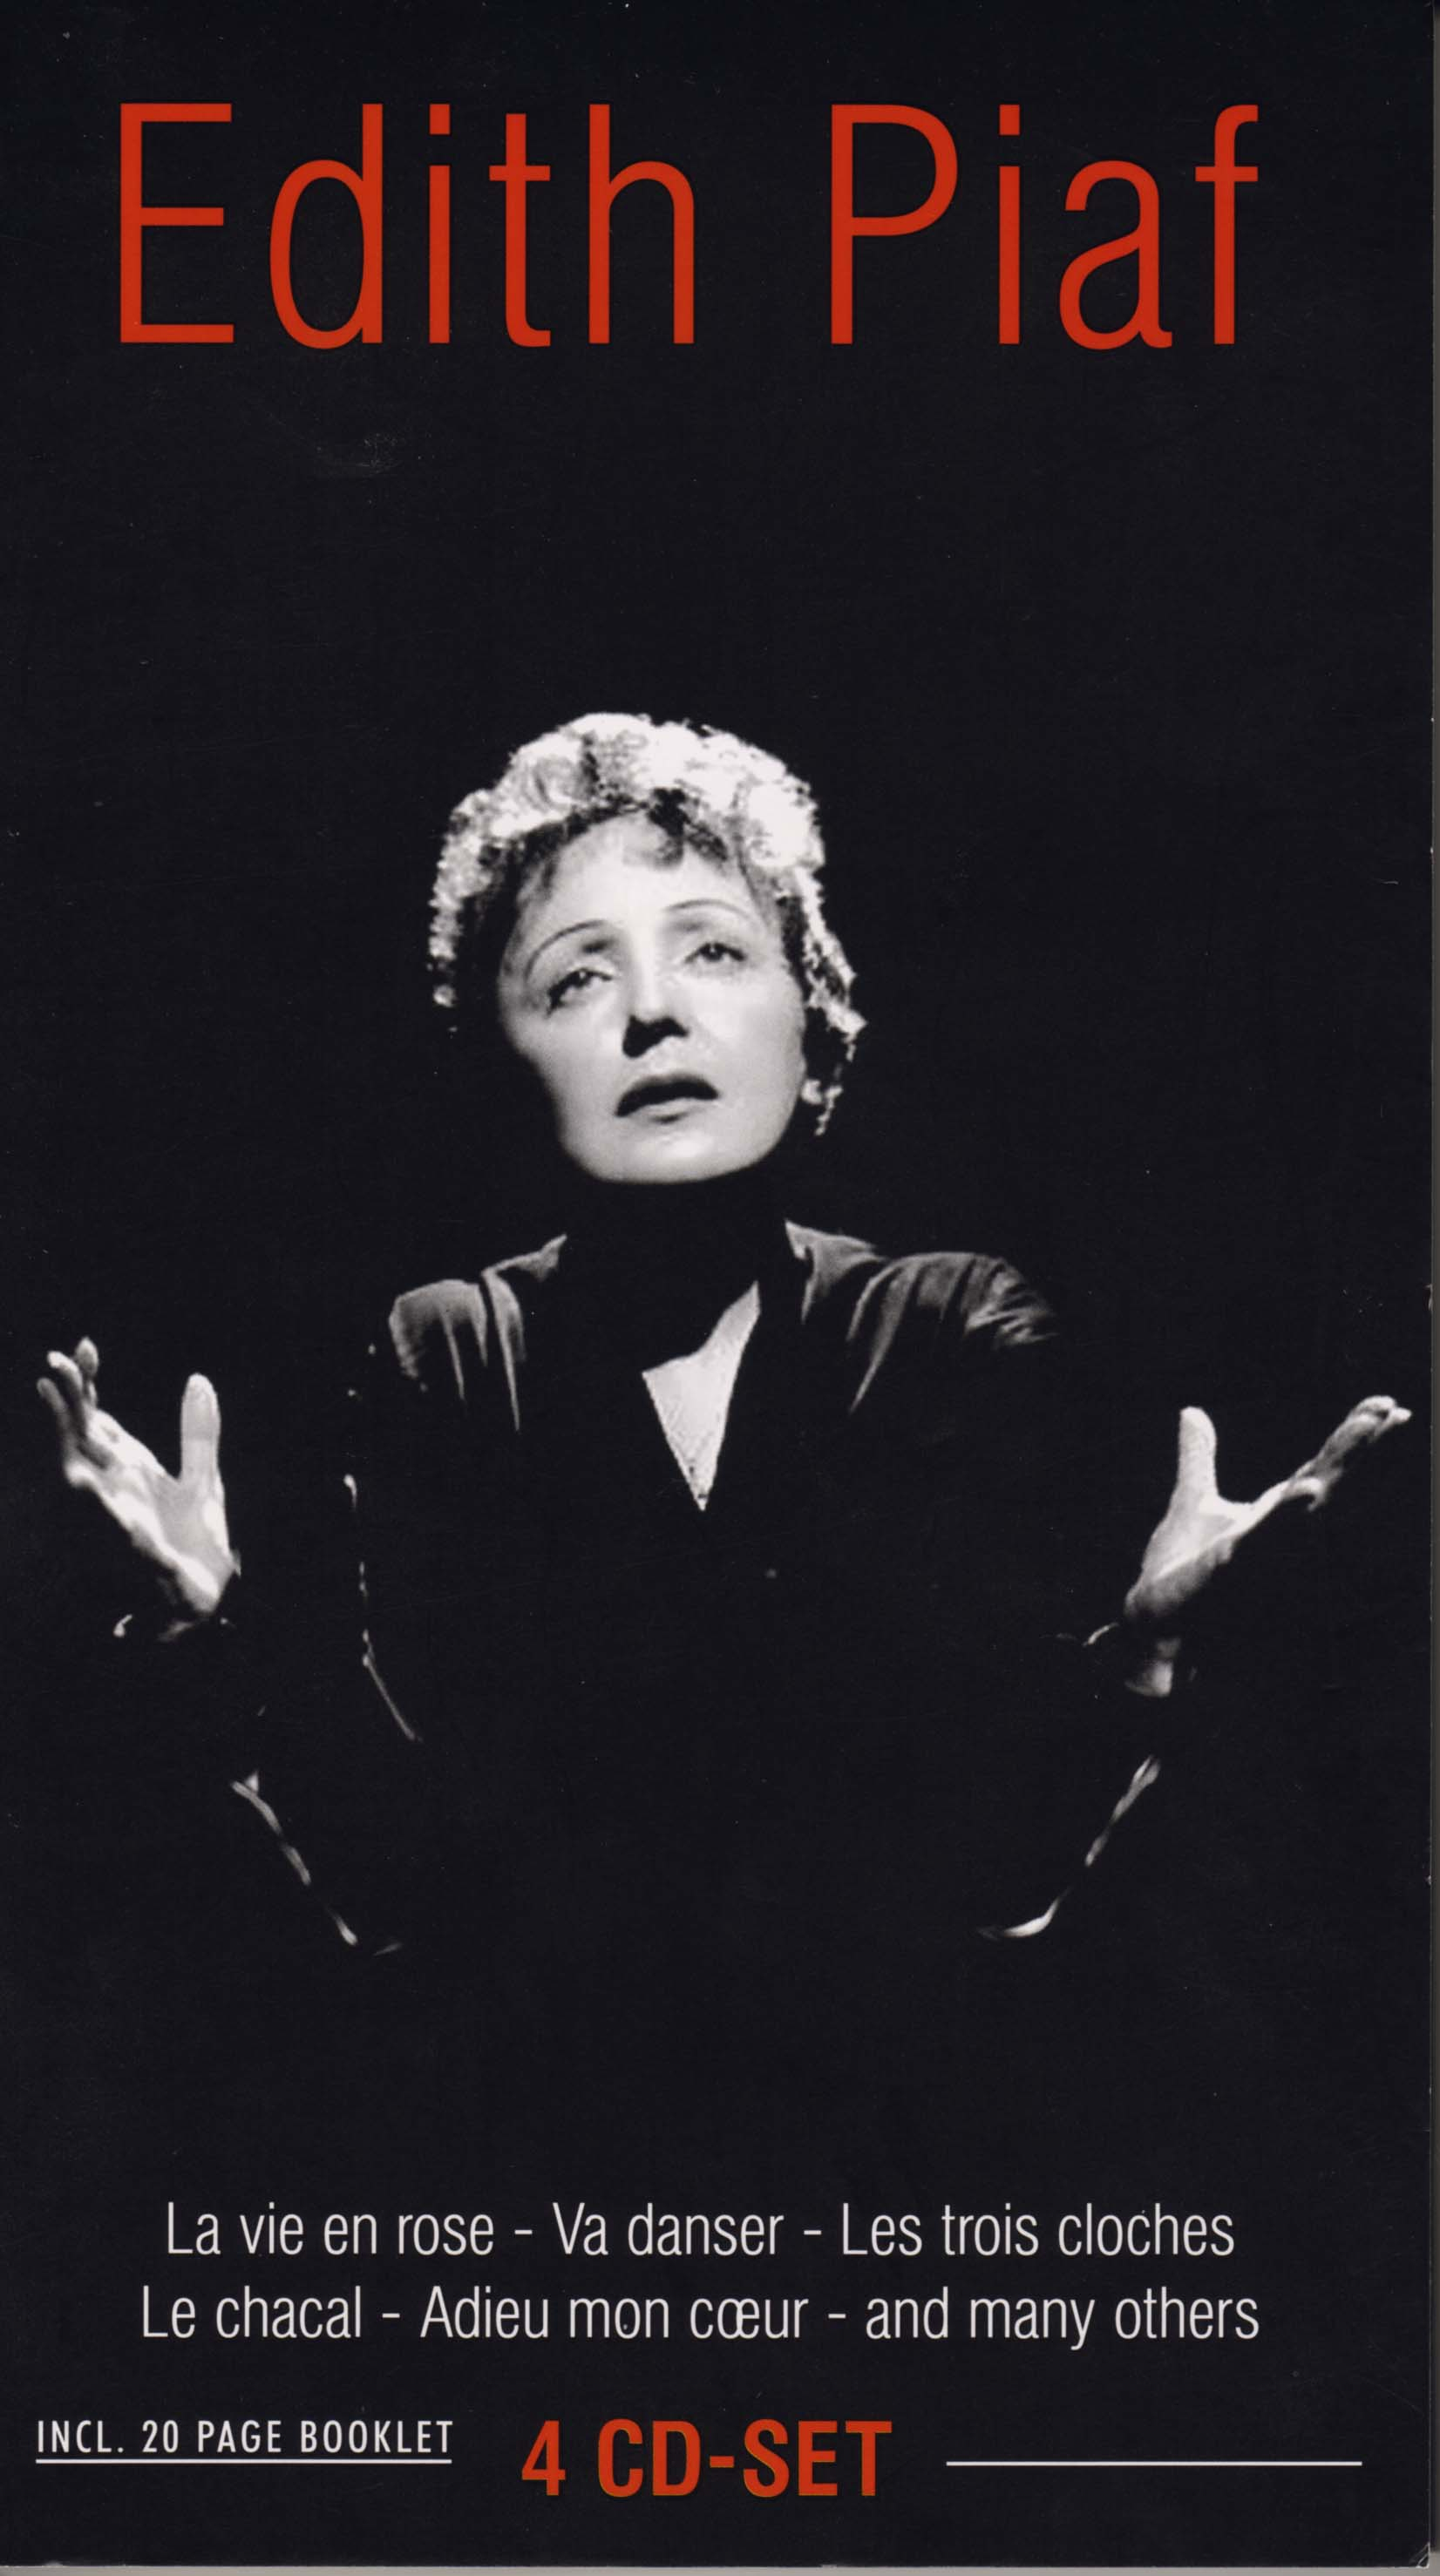 Edith Piaf
La vie en rose - Va danser - Les trois cloches
Le chacal - Adieu mon cœur - and many others
INCL. 20 PAGE BOOKLET 4 CD-SET